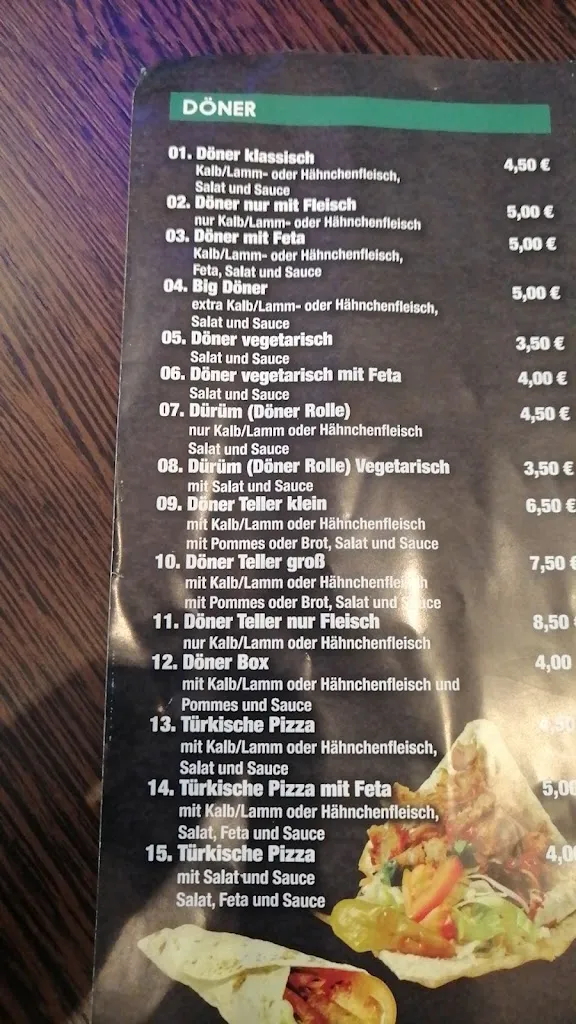 DÖNER
01. Döner klassisch 4,50 €
Kalb/Lamm- oder Hähnchenfleisch,
Salat und Sauce
02. Döner nur mit Fleisch 5,00 €
nur Kalb/Lamm- oder Hähnchenfleisch
03. Döner mit Feta 5,00 €
Kalb/Lamm- oder Hähnchenfleisch,
Feta, Salat und Sauce
04. Big Döner 5,00 €
extra Kalb/Lamm- oder Hähnchenfleisch,
Salat und Sauce
05. Döner vegetarisch 3,50 €
Salat und Sauce
06. Döner vegetarisch mit Feta 4,00 €
Salat und Sauce
07. Dürüm (Döner Rolle) 4,50 €
nur Kalb/Lamm oder Hähnchenfleisch
Salat und Sauce
08. Dürüm (Döner Rolle) Vegetarisch 3,50 €
mit Salat und Sauce
09. Döner Teller klein 6,50 €
mit Kalb/Lamm oder Hähnchenfleisch
mit Pommes oder Brot, Salat und Sauce
10. Döner Teller groß 7,50 €
mit Kalb/Lamm oder Hähnchenfleisch
mit Pommes oder Brot, Salat und Sauce
11. Döner Teller nur Fleisch 8,50 €
nur Kalb/Lamm oder Hähnchenfleisch
12. Döner Box 4,00
mit Kalb/Lamm oder Hähnchenfleisch und
Pommes und Sauce
13. Türkische Pizza 4,50
mit Kalb/Lamm oder Hähnchenfleisch,
Salat und Sauce
14. Türkische Pizza mit Feta 5,00
mit Kalb/Lamm oder Hähnchenfleisch,
Salat, Feta und Sauce
15. Türkische Pizza 4,00
mit Salat und Sauce
Salat, Feta und Sauce